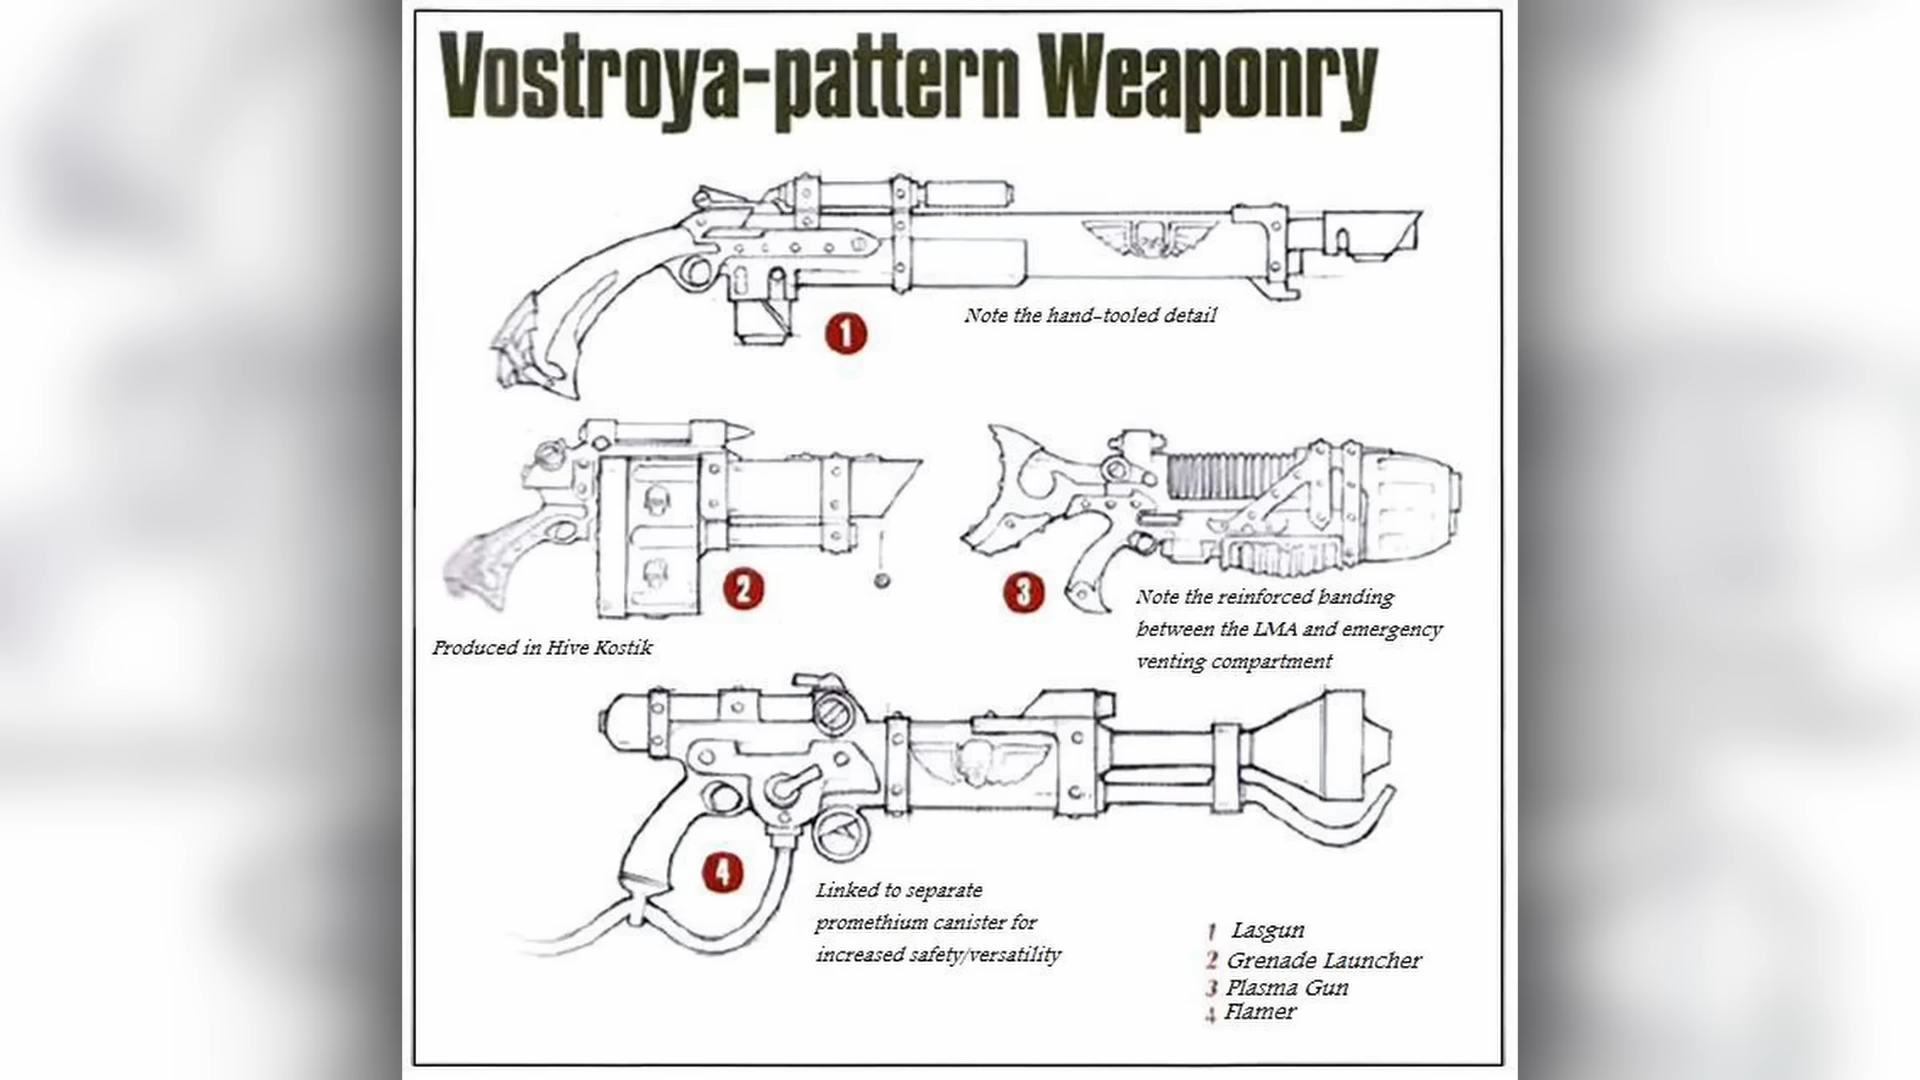 Vostroya-pattern Weaponry
1
Note the hand-tooled detail
2
3
Produced in Hive Kostik
Note the reinforced banding
between the LMA and emergency
venting compartment
4
Linked to separate
promethium canister for
increased safety/versatility
1 Lasgun
2 Grenade Launcher
3 Plasma Gun
4 Flamer